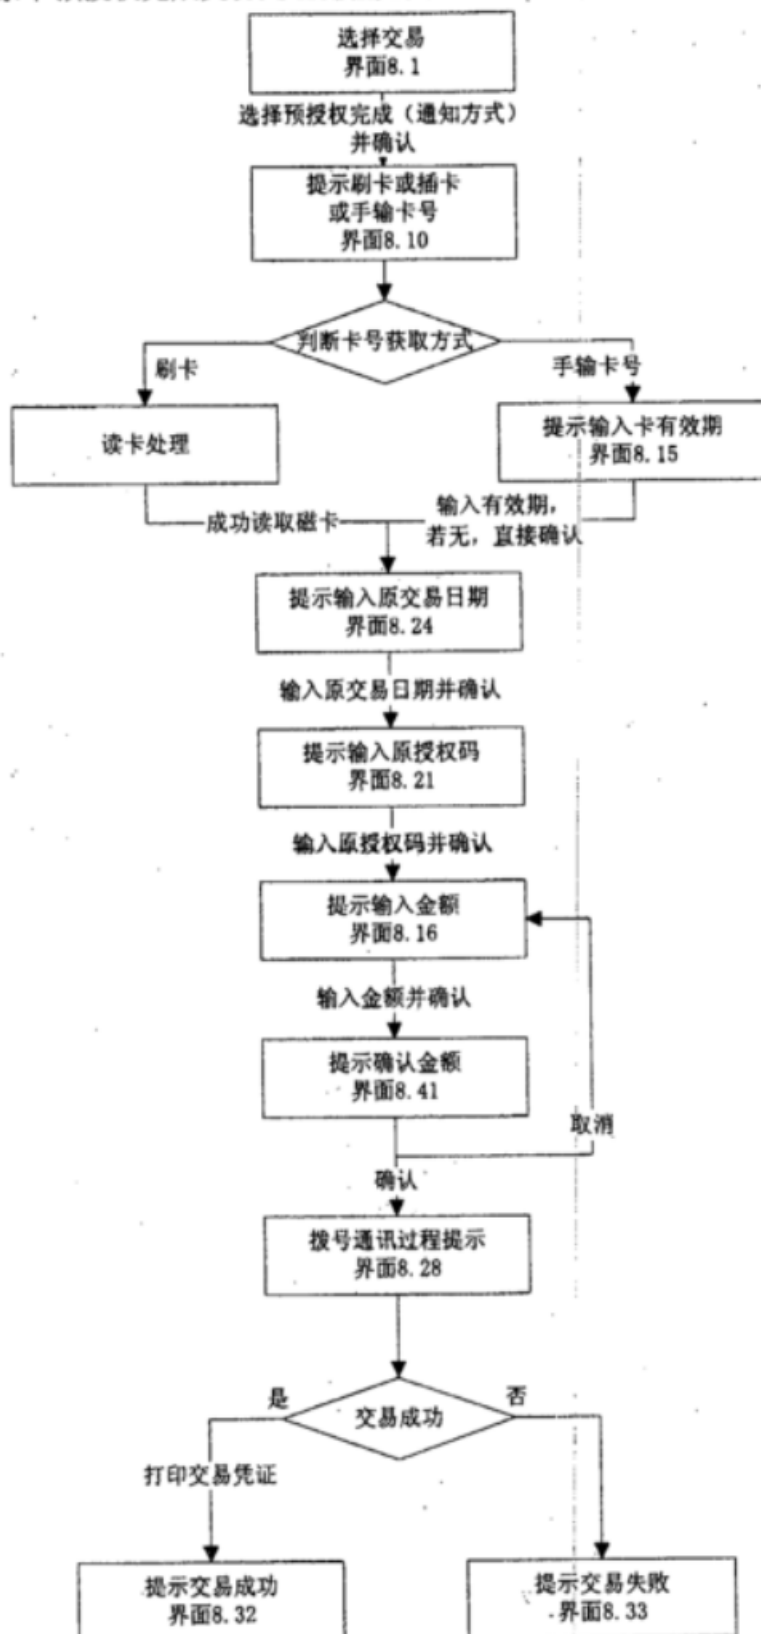 选择交易
界面8.1
选择预授权完成（通知方式）
并确认
提示刷卡或插卡
或手输卡号
界面8.10
判断卡号获取方式
刷卡
手输卡号
读卡处理
提示输入卡有效期
界面8.15
成功读取磁卡
输入有效期，
若无，直接确认
提示输入原交易日期
界面8.24
输入原交易日期并确认
提示输入原授权码
界面8.21
输入原授权码并确认
提示输入金额
界面8.16
输入金额并确认
提示确认金额
界面8.41
取消
确认
拨号通讯过程提示
界面8.28
是
否
交易成功
打印交易凭证
提示交易成功
界面8.32
提示交易失败
界面8.33